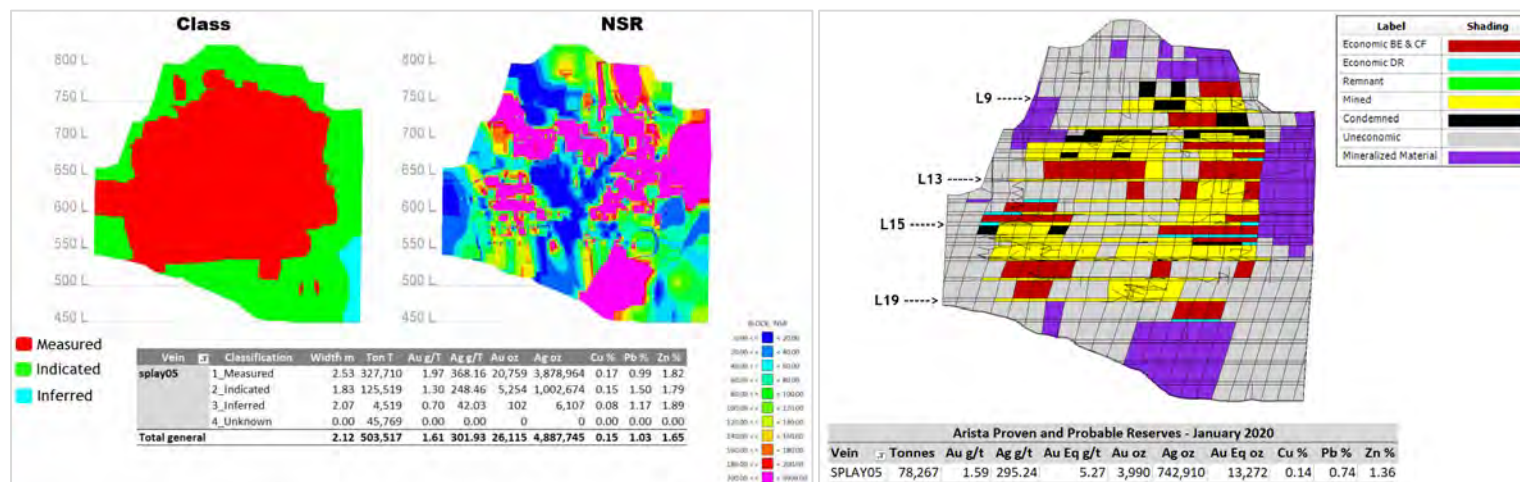 Class
NSR
800 L
750 L
700 L
650 L
600 L
550 L
500 L
450 L
800 L
750 L
700 L
650 L
600 L
550 L
500 L
450 L
Measured
Indicated
Inferred
BLOCK: NSR
Vein Classification Width m Ton T Au g/T Ag g/T Au oz Ag oz Cu % Pb % Zn %
splay05 1_Measured 2.53 327,710 1.97 368.16 20,759 3,878,964 0.17 0.99 1.82
2_Indicated 1.83 125,519 1.30 248.46 5,254 1,002,674 0.15 1.50 1.79
3_Inferred 2.07 4,519 0.70 42.03 102 6,107 0.08 1.17 1.89
4_Unknown 0.00 45,769 0.00 0.00 0 0 0.00 0.00 0.00
Total general 2.12 503,517 1.61 301.93 26,115 4,887,745 0.15 1.03 1.65
L9
L13
L15
L19
Label Shading
Economic BE & CF
Economic DR
Remnant
Mined
Condemned
Uneconomic
Mineralized Material
Arista Proven and Probable Reserves - January 2020
Vein Tonnes Au g/t Ag g/t Au Eq g/t Au oz Ag oz Au Eq oz Cu % Pb % Zn %
SPLAY05 78,267 1.59 295.24 5.27 3,990 742,910 13,272 0.14 0.74 1.36